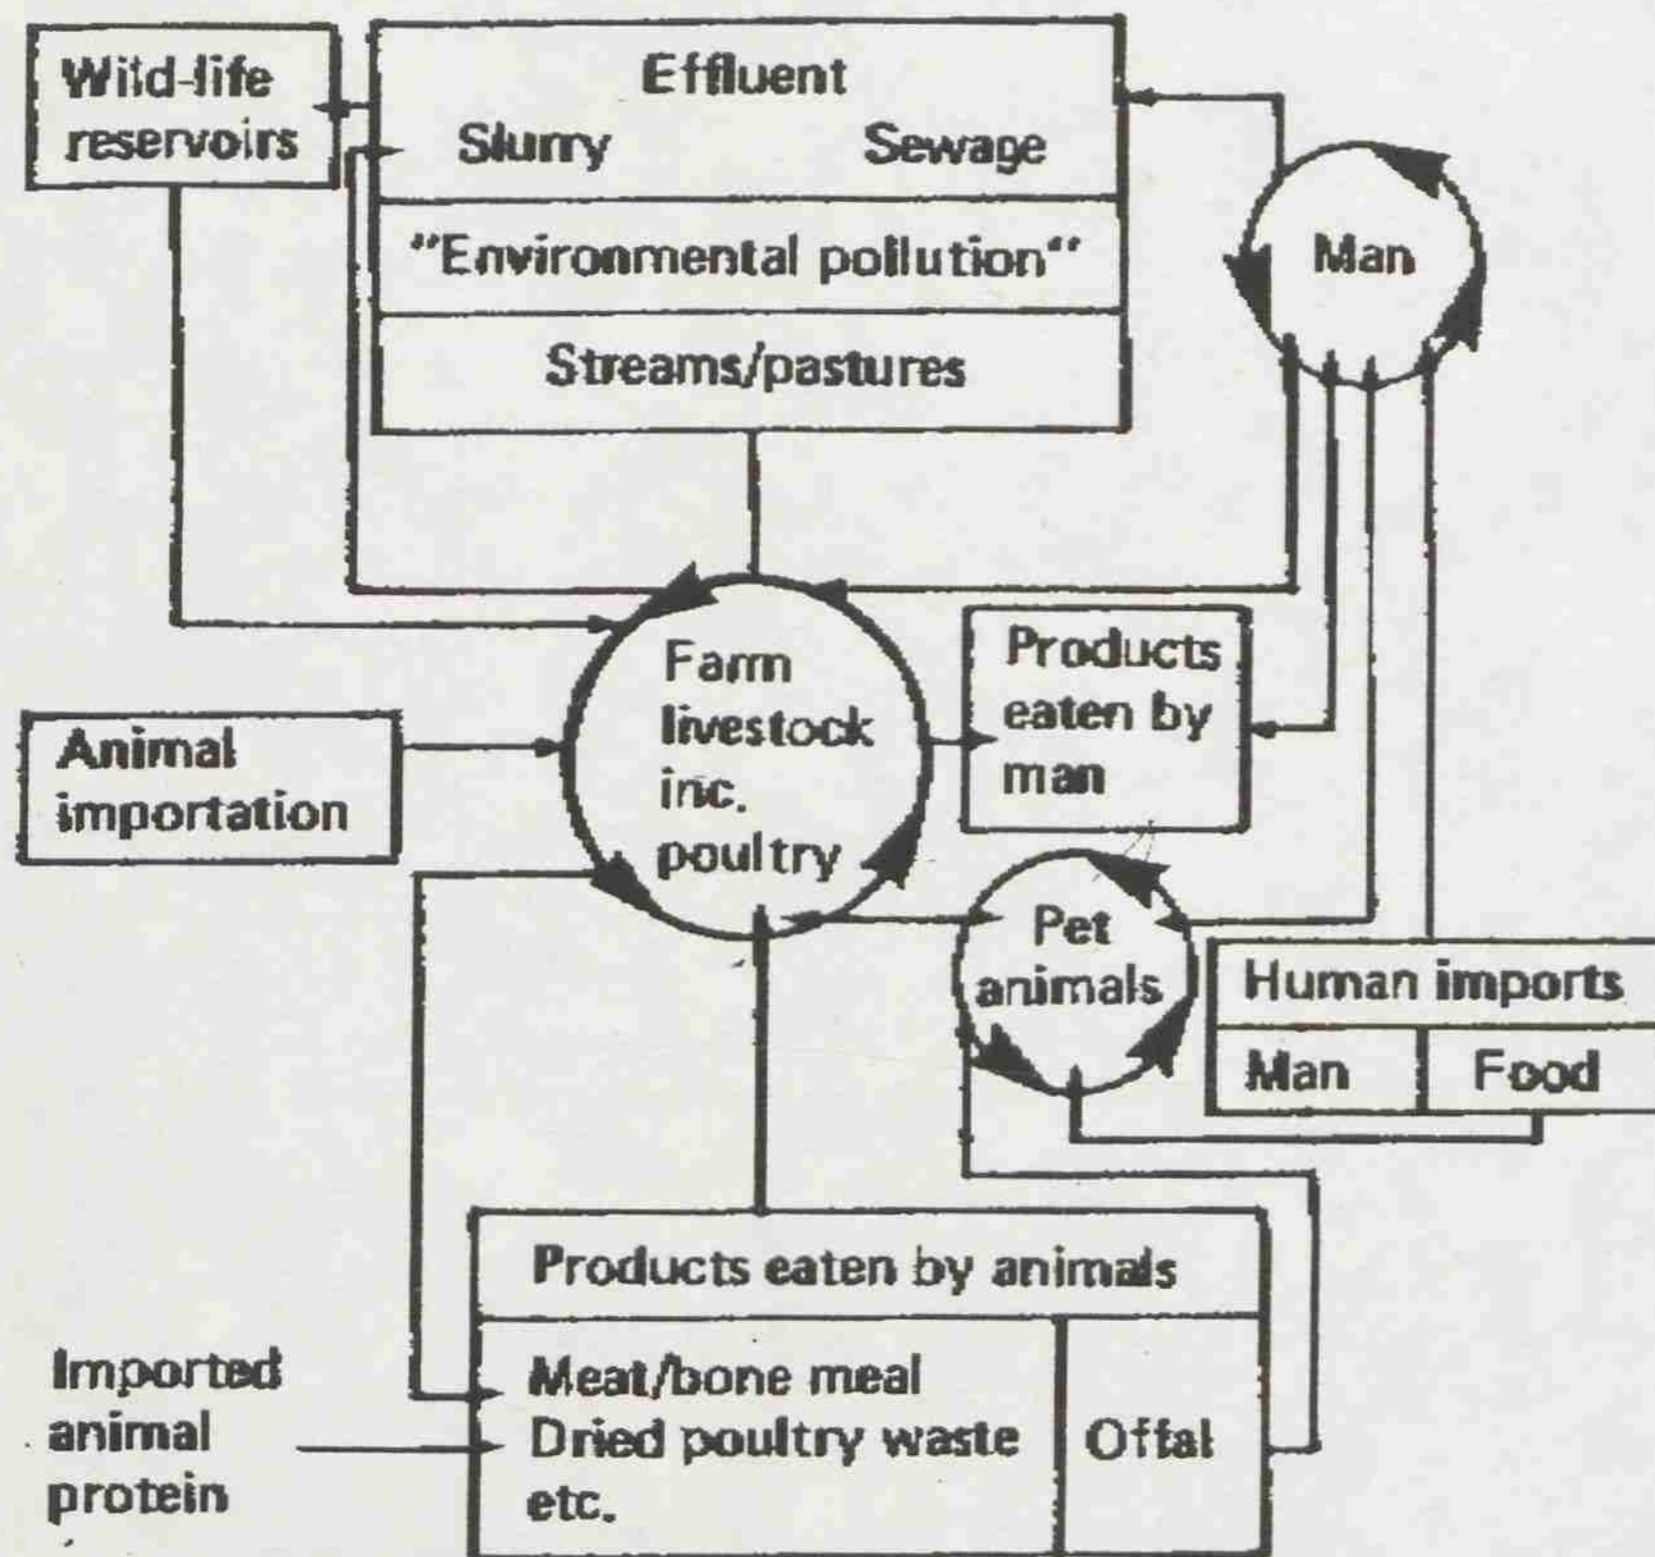 Wild-life
reservoirs
Effluent
Slurry Sewage
"Environmental pollution"
Streams/pastures
Man
Farm
livestock
inc.
poultry
Products
eaten by
man
Animal
importation
Pet
animals
Human imports
Man Food
Products eaten by animals
Meat/bone meal
Dried poultry waste
etc.
Offal
Imported
animal
protein